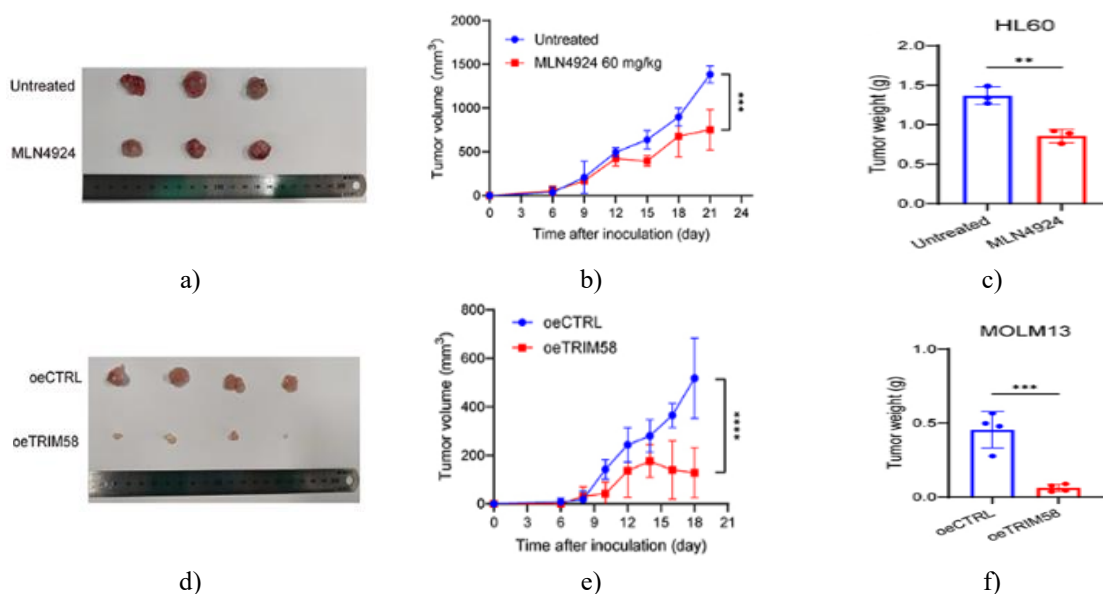 Untreated
MLN4924
a)
Tumor volume (mm³)
2000
1500
1000
500
0
Untreated
MLN4924 60 mg/kg
***
0 3 6 9 12 15 18 21 24
Time after inoculation (day)
b)
HL60
Tumor weight (g)
2.0
1.5
1.0
0.5
0.0
**
Untreated
MLN4924
c)
oeCTRL
oeTRIM58
d)
Tumor volume (mm³)
800
600
400
200
0
oeCTRL
oeTRIM58
****
0 3 6 9 12 15 18 21
Time after inoculation (day)
e)
MOLM13
Tumor weight (g)
1.0
0.5
0.0
***
oeCTRL
oeTRIM58
f)